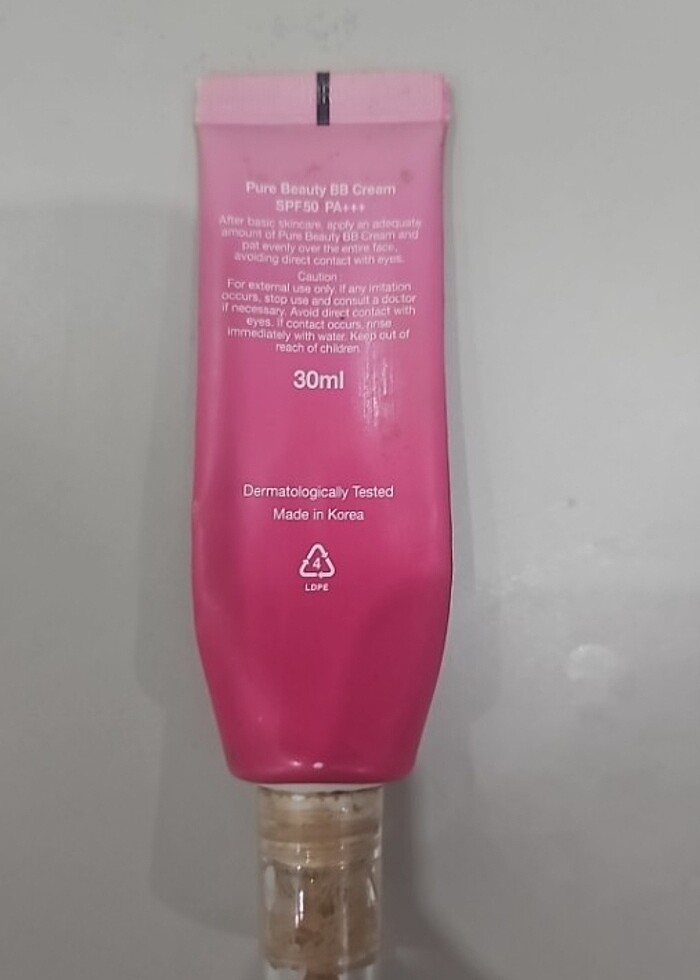 Pure Beauty BB Cream
SPF50 PA+++
After basic skincare, apply an adequate
amount of Pure Beauty BB Cream and
pat evenly over the entire face,
avoiding direct contact with eyes.
Caution :
For external use only. If any irritation
occurs, stop use and consult a doctor
if necessary. Avoid direct contact with
eyes. If contact occurs, rinse
immediately with water. Keep out of
reach of children.
30ml
Dermatologically Tested
Made in Korea
4
LDPE